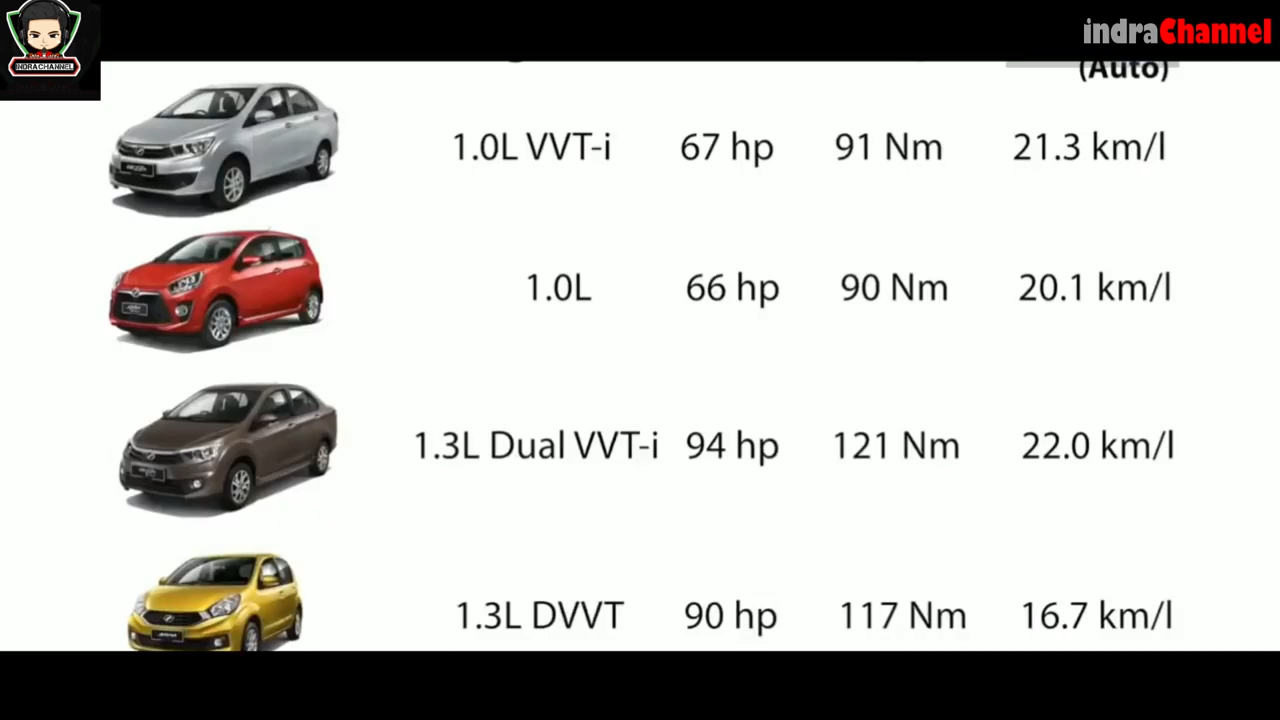 INDRA CHANNEL
indraChannel
(Auto)
1.0L VVT-i 67 hp 91 Nm 21.3 km/l
1.0L 66 hp 90 Nm 20.1 km/l
1.3L Dual VVT-i 94 hp 121 Nm 22.0 km/l
1.3L DVVT 90 hp 117 Nm 16.7 km/l